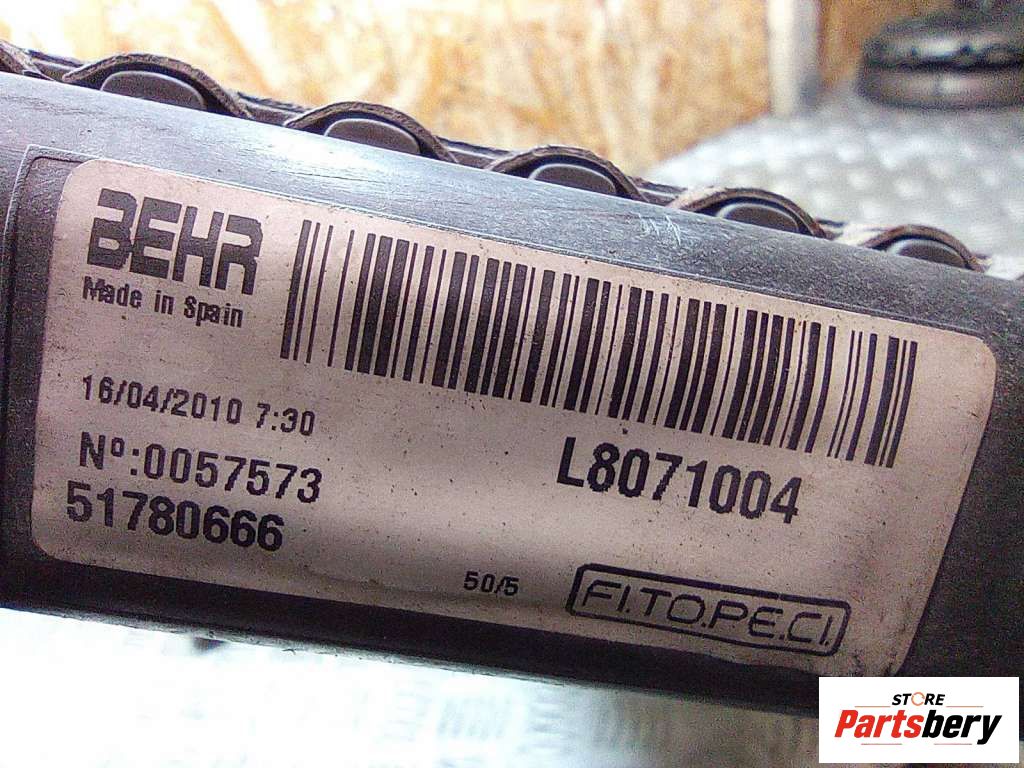 BEHR
Made in Spain
16/04/2010 7:30
Nº:0057573
51780666
L8071004
50/5
FI.TO.PE.CI.
STORE
Partsbery